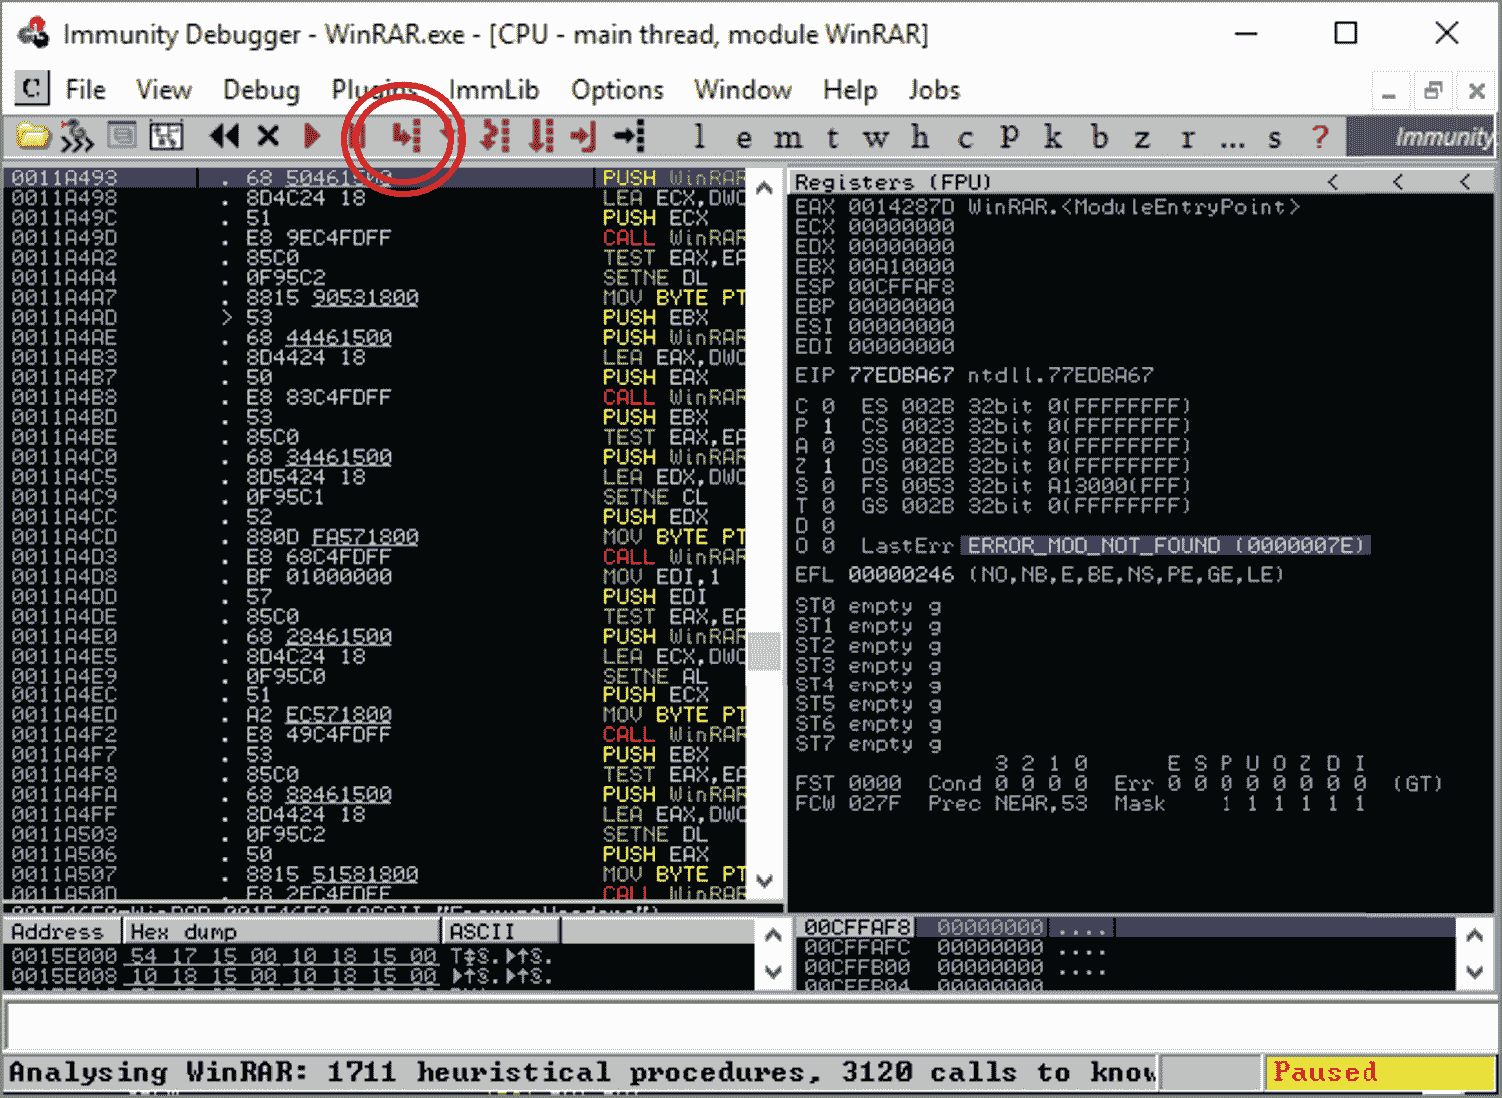 Immunity Debugger - WinRAR.exe - [CPU - main thread, module WinRAR]
C File View Debug Plugins ImmLib Options Window Help Jobs
l e m t w h c P k b z r ... s ? Immunity
0011A493 . 68 50461500 PUSH WinRAR
0011A498 . 8D4C24 18 LEA ECX,DWO
0011A49C . 51 PUSH ECX
0011A49D . E8 9EC4FDFF CALL WinRAR
0011A4A2 . 85C0 TEST EAX,EA
0011A4A4 . 0F95C2 SETNE DL
0011A4A7 . 8815 90531800 MOV BYTE PT
0011A4AD > 53 PUSH EBX
0011A4AE . 68 44461500 PUSH WinRAR
0011A4B3 . 8D4424 18 LEA EAX,DWO
0011A4B7 . 50 PUSH EAX
0011A4B8 . E8 83C4FDFF CALL WinRAR
0011A4BD . 53 PUSH EBX
0011A4BE . 85C0 TEST EAX,EA
0011A4C0 . 68 34461500 PUSH WinRAR
0011A4C5 . 8D5424 18 LEA EDX,DWO
0011A4C9 . 0F95C1 SETNE CL
0011A4CC . 52 PUSH EDX
0011A4CD . 880D FA571800 MOV BYTE PT
0011A4D3 . E8 68C4FDFF CALL WinRAR
0011A4D8 . BF 01000000 MOV EDI,1
0011A4DD . 57 PUSH EDI
0011A4DE . 85C0 TEST EAX,EA
0011A4E0 . 68 28461500 PUSH WinRAR
0011A4E5 . 8D4C24 18 LEA ECX,DWO
0011A4E9 . 0F95C0 SETNE AL
0011A4EC . 51 PUSH ECX
0011A4ED . A2 EC571800 MOV BYTE PT
0011A4F2 . E8 49C4FDFF CALL WinRAR
0011A4F7 . 53 PUSH EBX
0011A4F8 . 85C0 TEST EAX,EA
0011A4FA . 68 88461500 PUSH WinRAR
0011A4FF . 8D4424 18 LEA EAX,DWO
0011A503 . 0F95C2 SETNE DL
0011A506 . 50 PUSH EAX
0011A507 . 8815 51581800 MOV BYTE PT
0011A50D . E8 2EC4FDFF CALL WinRAR
Registers (FPU) < < <
EAX 0014287D WinRAR.<ModuleEntryPoint>
ECX 00000000
EDX 00000000
EBX 00A10000
ESP 00CFFAF8
EBP 00000000
ESI 00000000
EDI 00000000
EIP 77EDBA67 ntdll.77EDBA67
C 0 ES 002B 32bit 0(FFFFFFFF)
P 1 CS 0023 32bit 0(FFFFFFFF)
A 0 SS 002B 32bit 0(FFFFFFFF)
Z 1 DS 002B 32bit 0(FFFFFFFF)
S 0 FS 0053 32bit A13000(FFF)
T 0 GS 002B 32bit 0(FFFFFFFF)
D 0
O 0 LastErr ERROR_MOD_NOT_FOUND (0000007E)
EFL 00000246 (NO,NB,E,BE,NS,PE,GE,LE)
ST0 empty g
ST1 empty g
ST2 empty g
ST3 empty g
ST4 empty g
ST5 empty g
ST6 empty g
ST7 empty g
3 2 1 0 E S P U O Z D I
FST 0000 Cond 0 0 0 0 Err 0 0 0 0 0 0 0 0 (GT)
FCW 027F Prec NEAR,53 Mask 1 1 1 1 1 1
Address Hex dump ASCII
0015E000 54 17 15 00 10 18 15 00 T‡§.►↑§.
0015E008 10 18 15 00 10 18 15 00 ►↑§.►↑§.
00CFFAF8 00000000 ....
00CFFAFC 00000000 ....
00CFFB00 00000000 ....
00CFFB04 00000000
Analysing WinRAR: 1711 heuristical procedures, 3120 calls to know
Paused